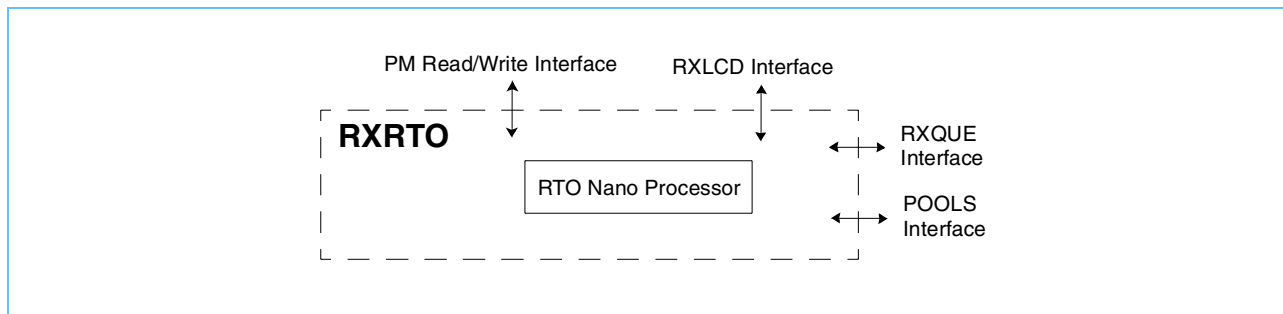 PM Read/Write Interface
RXLCD Interface
RXRTO
RXQUE
Interface
RTO Nano Processor
POOLS
Interface